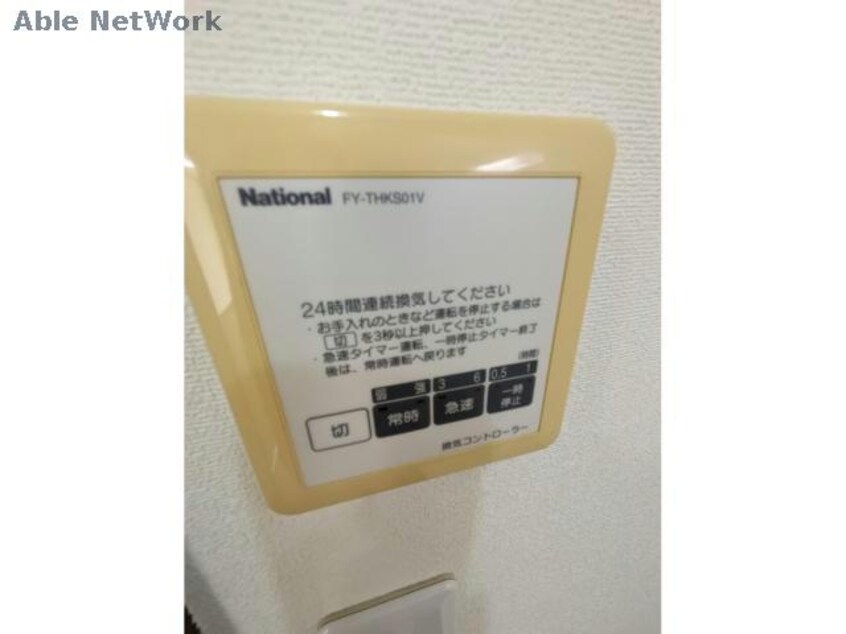 Able NetWork
National FY-THKS01V
24時間連続換気してください
・お手入れのときなど運転を停止する場合は
切 を3秒以上押してください
・急速タイマー運転、一時停止タイマー終了
後は、常時運転へ戻ります
(時間)
弱 強 3 6 0.5 1
切 常時 急速 一時
停止
換気コントローラー